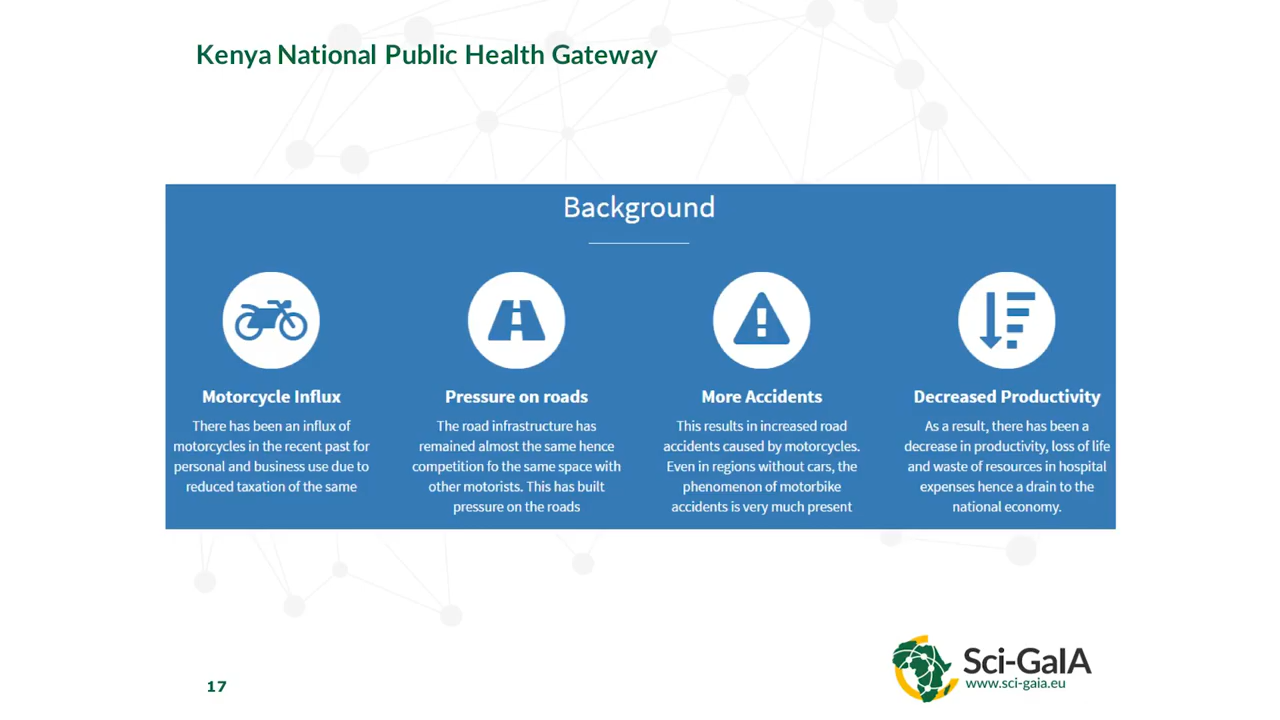 Kenya National Public Health Gateway
Background
Motorcycle Influx
There has been an influx of
motorcycles in the recent past for
personal and business use due to
reduced taxation of the same
Pressure on roads
The road infrastructure has
remained almost the same hence
competition fo the same space with
other motorists. This has built
pressure on the roads
More Accidents
This results in increased road
accidents caused by motorcycles.
Even in regions without cars, the
phenomenon of motorbike
accidents is very much present
Decreased Productivity
As a result, there has been a
decrease in productivity, loss of life
and waste of resources in hospital
expenses hence a drain to the
national economy.
17
Sci-GaIA
www.sci-gaia.eu